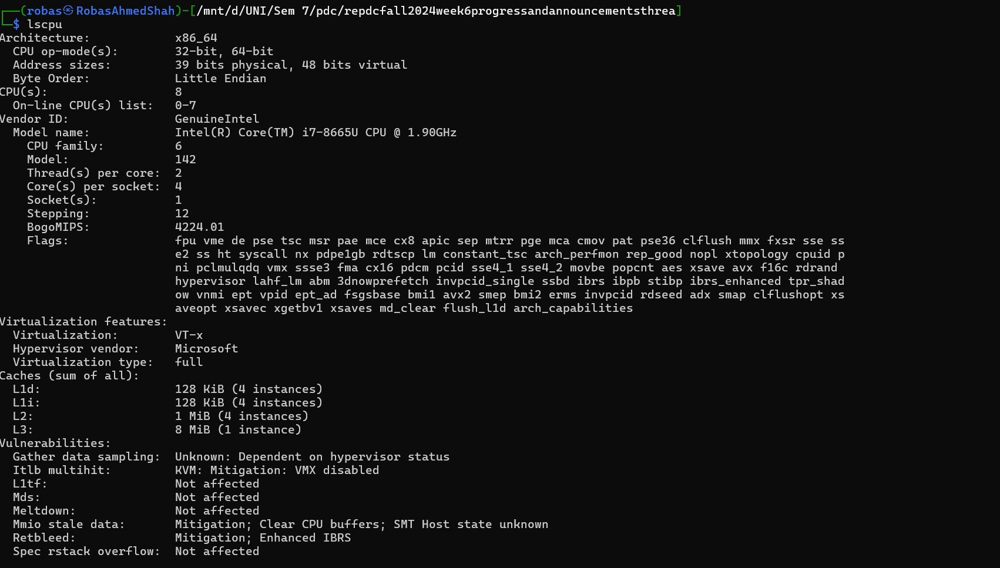 ┌──(robas㉿RobasAhmedShah)-[/mnt/d/UNI/Sem 7/pdc/repdcfall2024week6progressandannouncementsthrea]
└─$ lscpu
Architecture:            x86_64
  CPU op-mode(s):        32-bit, 64-bit
  Address sizes:         39 bits physical, 48 bits virtual
  Byte Order:            Little Endian
CPU(s):                  8
  On-line CPU(s) list:   0-7
Vendor ID:               GenuineIntel
  Model name:            Intel(R) Core(TM) i7-8665U CPU @ 1.90GHz
    CPU family:          6
    Model:               142
    Thread(s) per core:  2
    Core(s) per socket:  4
    Socket(s):           1
    Stepping:            12
    BogoMIPS:            4224.01
    Flags:               fpu vme de pse tsc msr pae mce cx8 apic sep mtrr pge mca cmov pat pse36 clflush mmx fxsr sse ss
                         e2 ss ht syscall nx pdpe1gb rdtscp lm constant_tsc arch_perfmon rep_good nopl xtopology cpuid p
                         ni pclmulqdq vmx ssse3 fma cx16 pdcm pcid sse4_1 sse4_2 movbe popcnt aes xsave avx f16c rdrand
                         hypervisor lahf_lm abm 3dnowprefetch invpcid_single ssbd ibrs ibpb stibp ibrs_enhanced tpr_shad
                         ow vnmi ept vpid ept_ad fsgsbase bmi1 avx2 smep bmi2 erms invpcid rdseed adx smap clflushopt xs
                         aveopt xsavec xgetbv1 xsaves md_clear flush_l1d arch_capabilities
Virtualization features:
  Virtualization:        VT-x
  Hypervisor vendor:     Microsoft
  Virtualization type:   full
Caches (sum of all):
  L1d:                   128 KiB (4 instances)
  L1i:                   128 KiB (4 instances)
  L2:                    1 MiB (4 instances)
  L3:                    8 MiB (1 instance)
Vulnerabilities:
  Gather data sampling:  Unknown: Dependent on hypervisor status
  Itlb multihit:         KVM: Mitigation: VMX disabled
  L1tf:                  Not affected
  Mds:                   Not affected
  Meltdown:              Not affected
  Mmio stale data:       Mitigation; Clear CPU buffers; SMT Host state unknown
  Retbleed:              Mitigation; Enhanced IBRS
  Spec rstack overflow:  Not affected